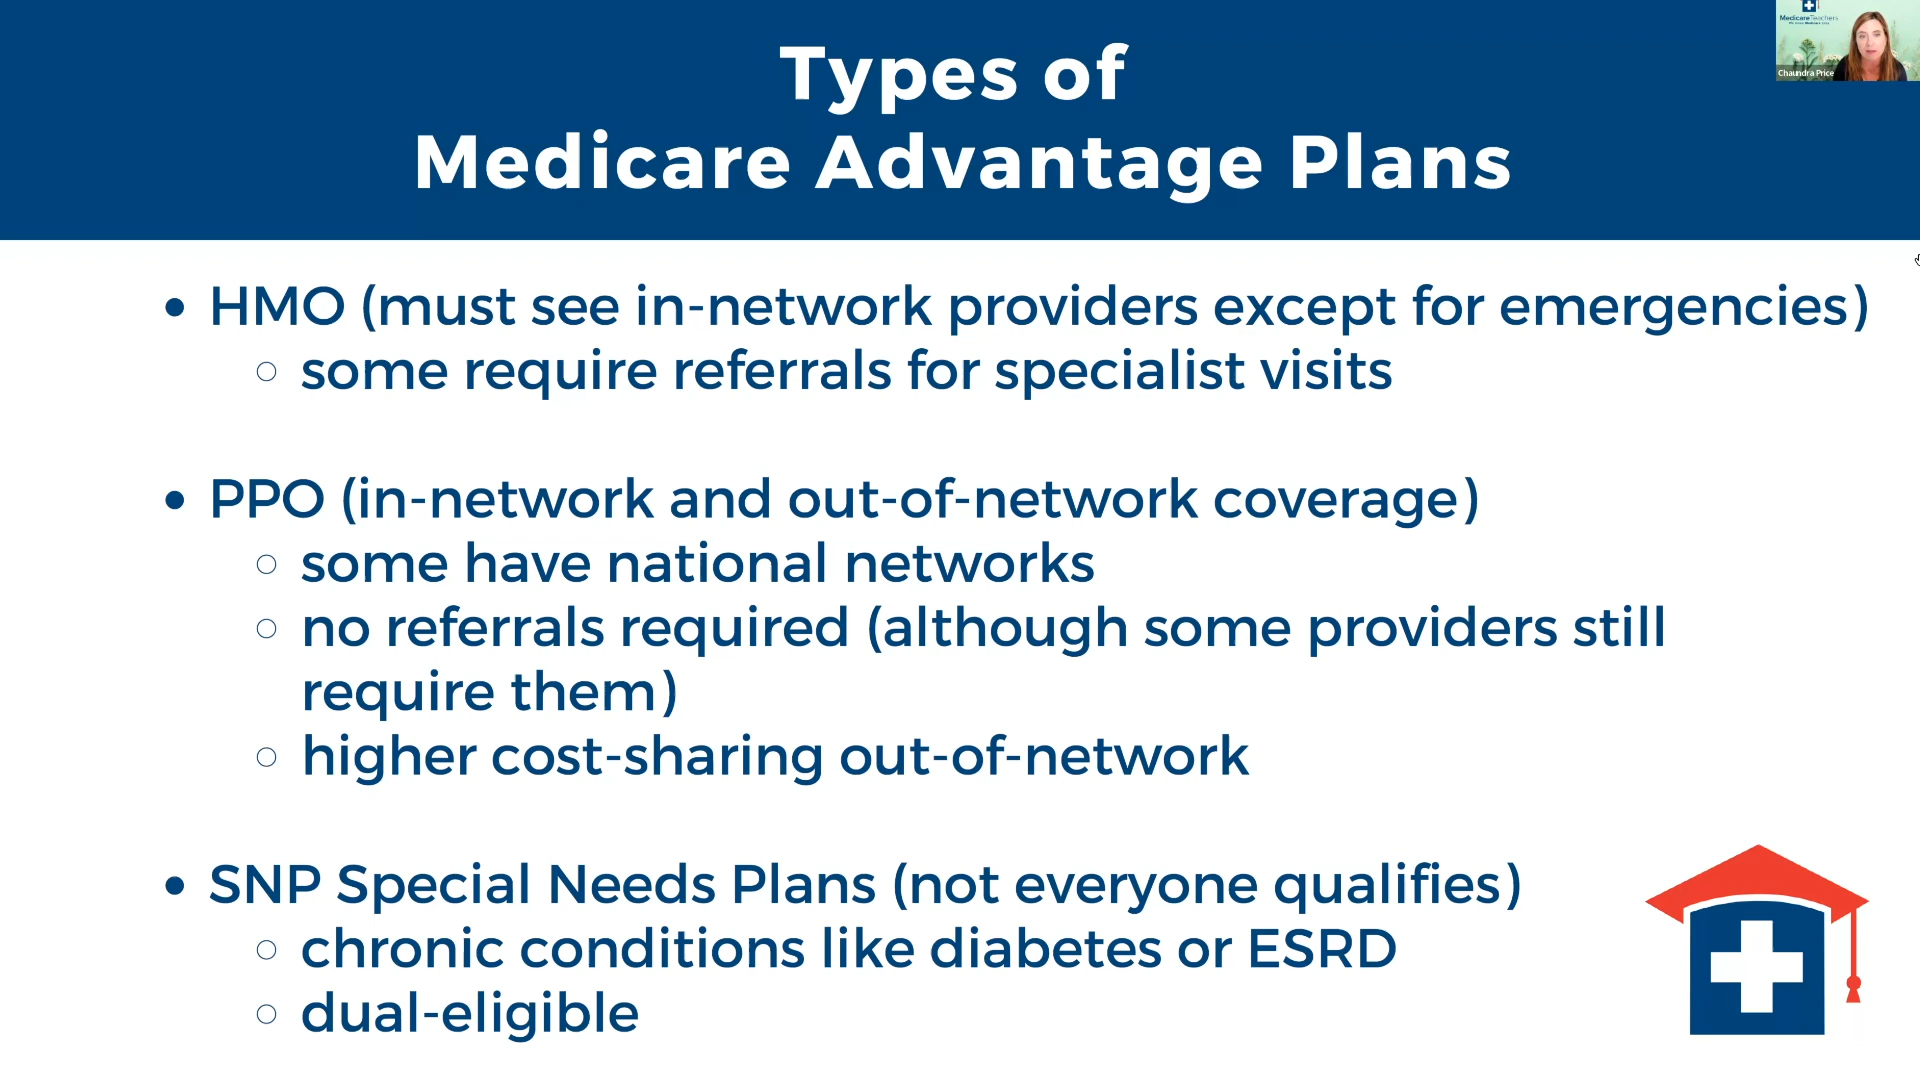 MedicareTeachers
Chaundra Price
Types of
Medicare Advantage Plans
• HMO (must see in-network providers except for emergencies)
○ some require referrals for specialist visits
• PPO (in-network and out-of-network coverage)
○ some have national networks
○ no referrals required (although some providers still
require them)
○ higher cost-sharing out-of-network
• SNP Special Needs Plans (not everyone qualifies)
○ chronic conditions like diabetes or ESRD
○ dual-eligible